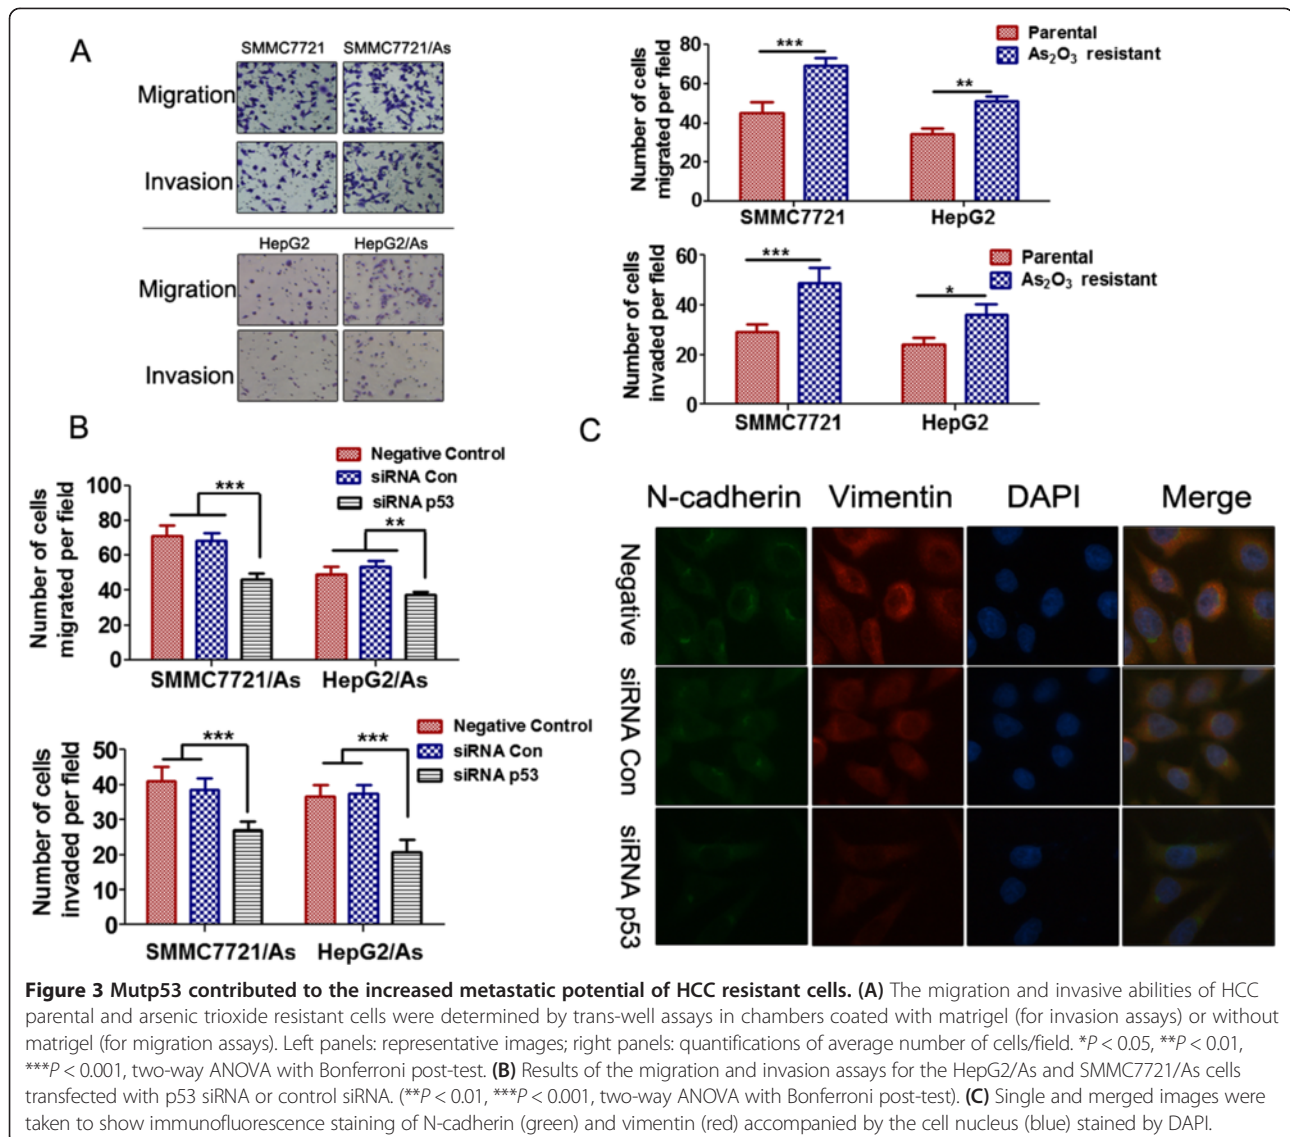 A
SMMC7721 SMMC7721/As
Migration
Invasion
HepG2 HepG2/As
Migration
Invasion
Parental
As₂O₃ resistant
Number of cells
migrated per field
80
60
40
20
0
***
**
SMMC7721 HepG2
Parental
As₂O₃ resistant
Number of cells
invaded per field
60
40
20
0
***
*
SMMC7721 HepG2
B
Negative Control
siRNA Con
siRNA p53
Number of cells
migrated per field
100
80
60
40
20
0
***
**
SMMC7721/As HepG2/As
Negative Control
siRNA Con
siRNA p53
Number of cells
invaded per field
50
40
30
20
10
0
***
***
SMMC7721/As HepG2/As
C
N-cadherin Vimentin DAPI Merge
Negative
siRNA Con
siRNA p53
Figure 3 Mutp53 contributed to the increased metastatic potential of HCC resistant cells. (A) The migration and invasive abilities of HCC
parental and arsenic trioxide resistant cells were determined by trans-well assays in chambers coated with matrigel (for invasion assays) or without
matrigel (for migration assays). Left panels: representative images; right panels: quantifications of average number of cells/field. *P < 0.05, **P < 0.01,
***P < 0.001, two-way ANOVA with Bonferroni post-test. (B) Results of the migration and invasion assays for the HepG2/As and SMMC7721/As cells
transfected with p53 siRNA or control siRNA. (**P < 0.01, ***P < 0.001, two-way ANOVA with Bonferroni post-test). (C) Single and merged images were
taken to show immunofluorescence staining of N-cadherin (green) and vimentin (red) accompanied by the cell nucleus (blue) stained by DAPI.